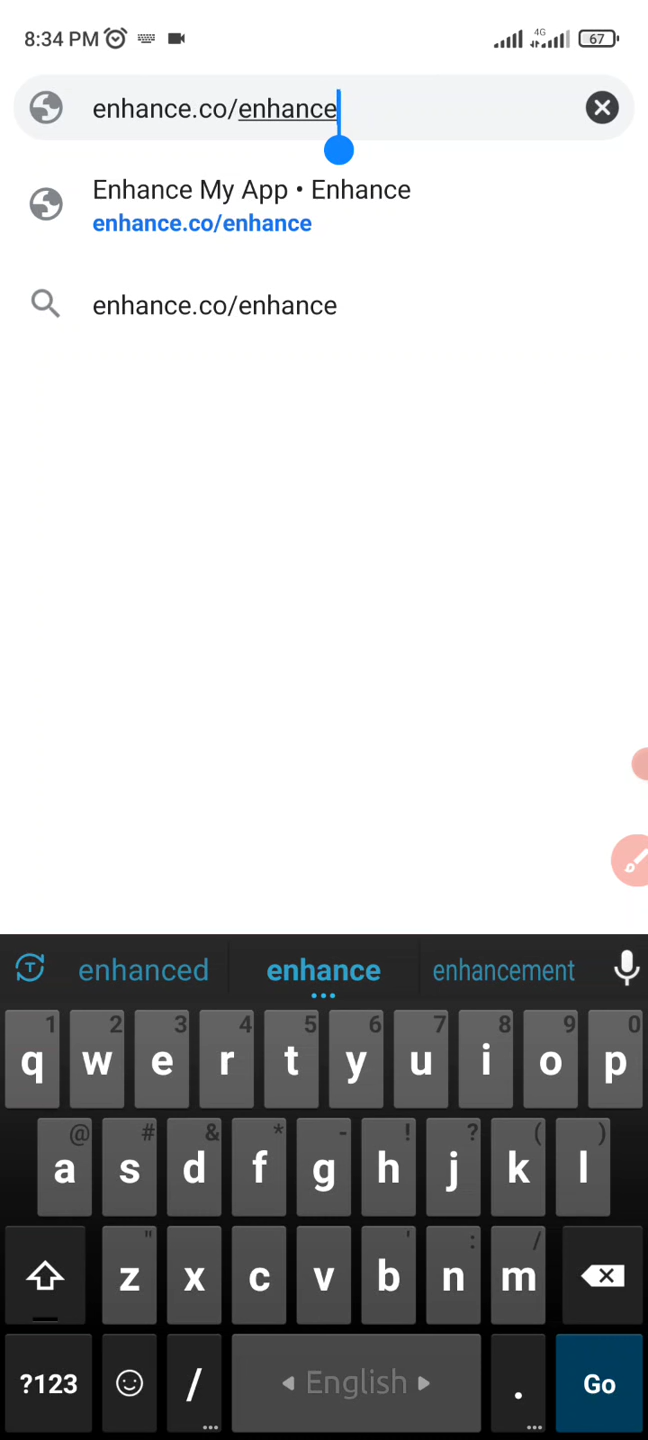 8:34 PM 4G 67
enhance.co/enhance
Enhance My App • Enhance
enhance.co/enhance
enhance.co/enhance
enhanced enhance enhancement
1 2 3 4 5 6 7 8 9 0
q w e r t y u i o p
@ # & * - ! ? ( )
a s d f g h j k l
" ' : /
z x c v b n m
?123 / English . Go